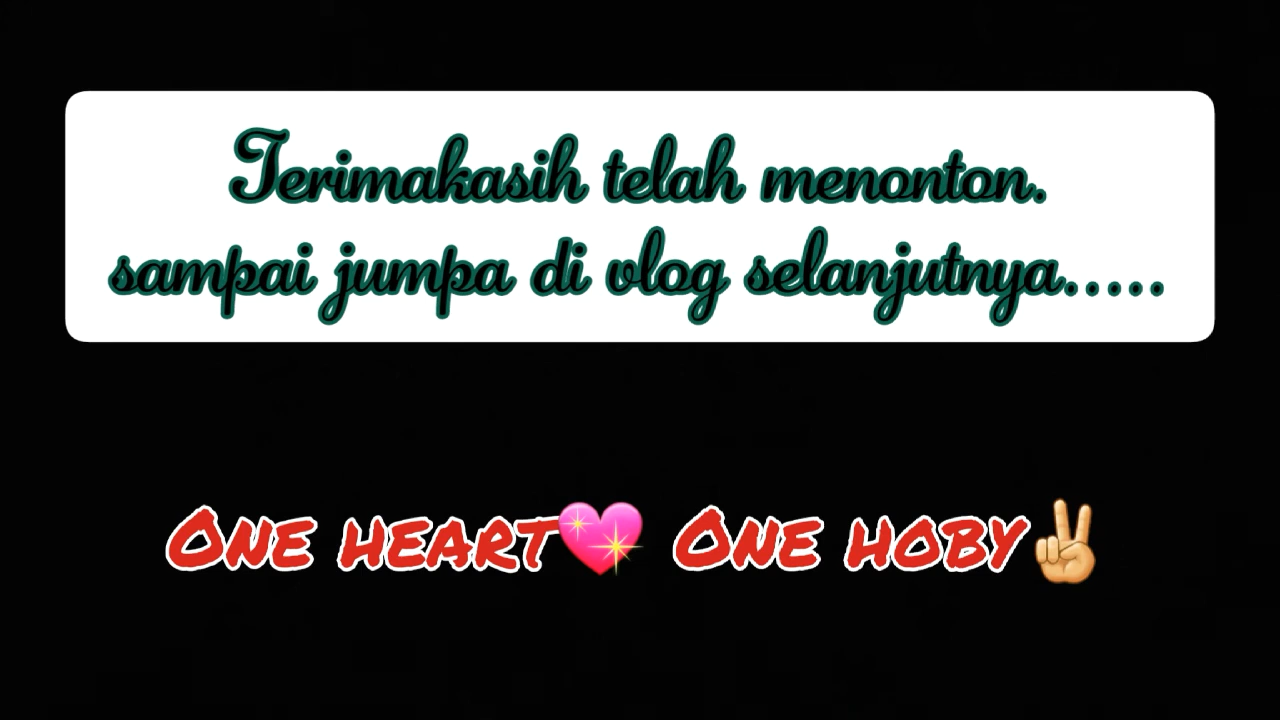 Terimakasih telah menonton.
sampai jumpa di vlog selanjutnya.....
One heart💖 One hoby✌